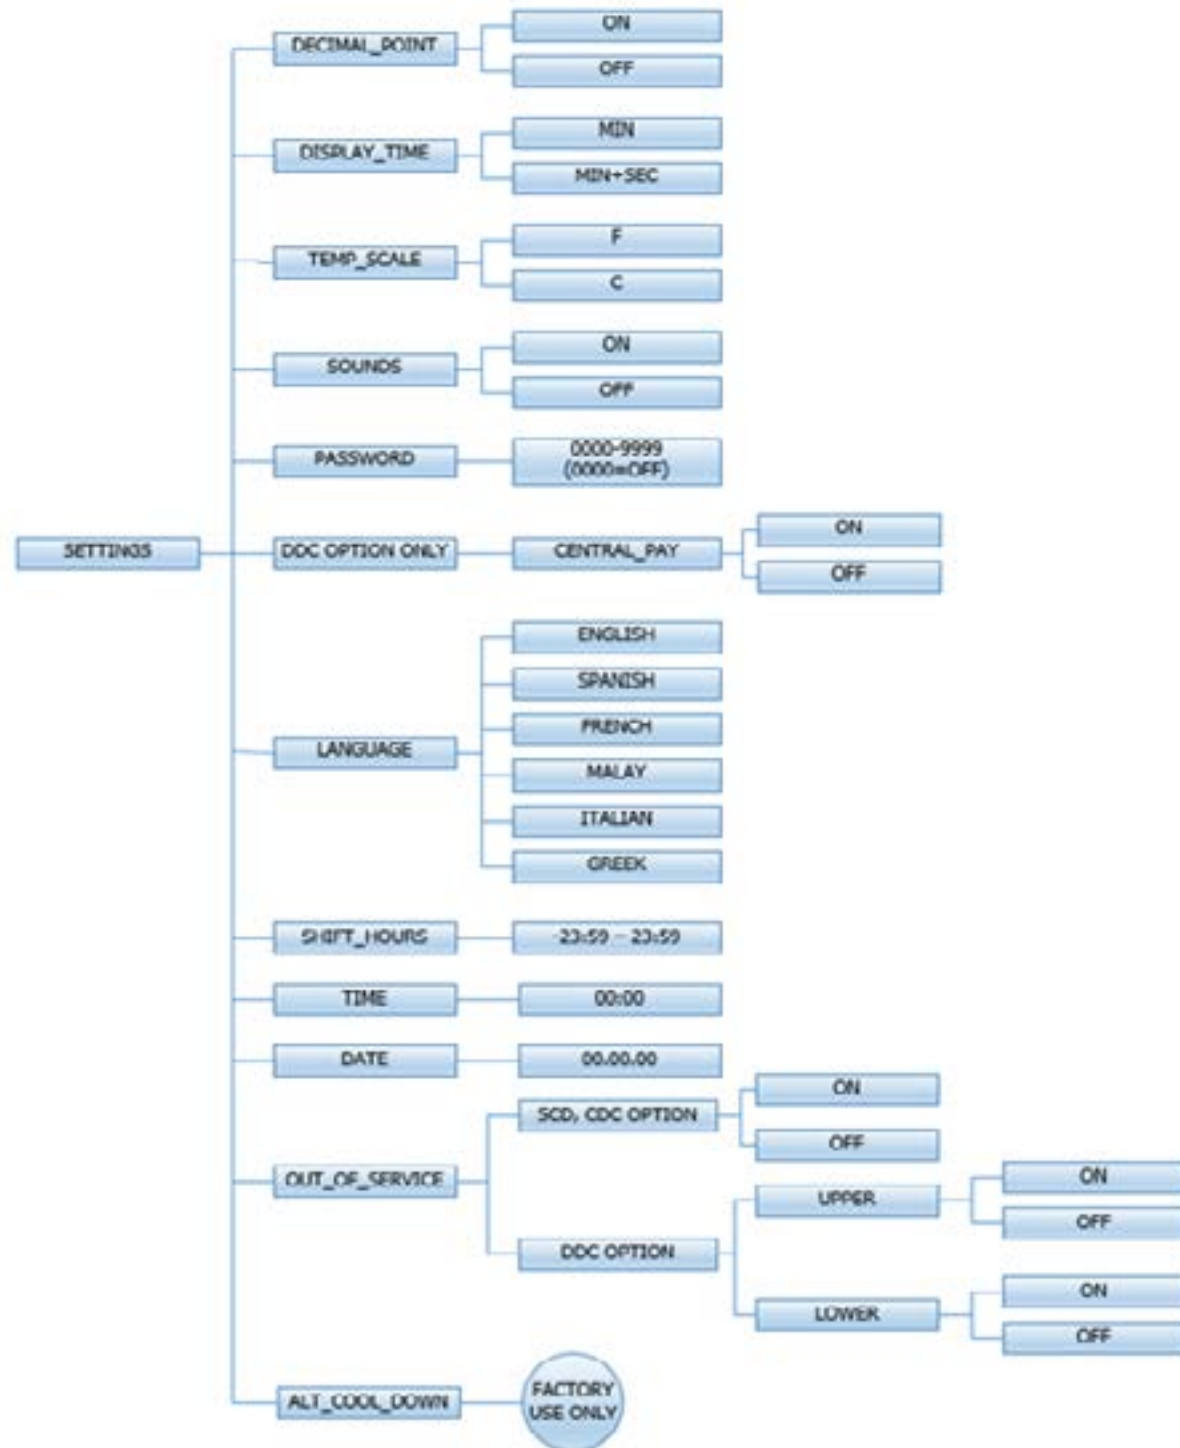 SETTINGS
DECIMAL_POINT
ON
OFF
DISPLAY_TIME
MIN
MIN+SEC
TEMP_SCALE
F
C
SOUNDS
ON
OFF
PASSWORD
0000-9999
(0000=OFF)
DDC OPTION ONLY
CENTRAL_PAY
ON
OFF
LANGUAGE
ENGLISH
SPANISH
FRENCH
MALAY
ITALIAN
GREEK
SHIFT_HOURS
-23:59 – 23:59
TIME
00:00
DATE
00.00.00
OUT_OF_SERVICE
SCD, CDC OPTION
ON
OFF
DDC OPTION
UPPER
ON
OFF
LOWER
ON
OFF
ALT_COOL_DOWN
FACTORY
USE ONLY